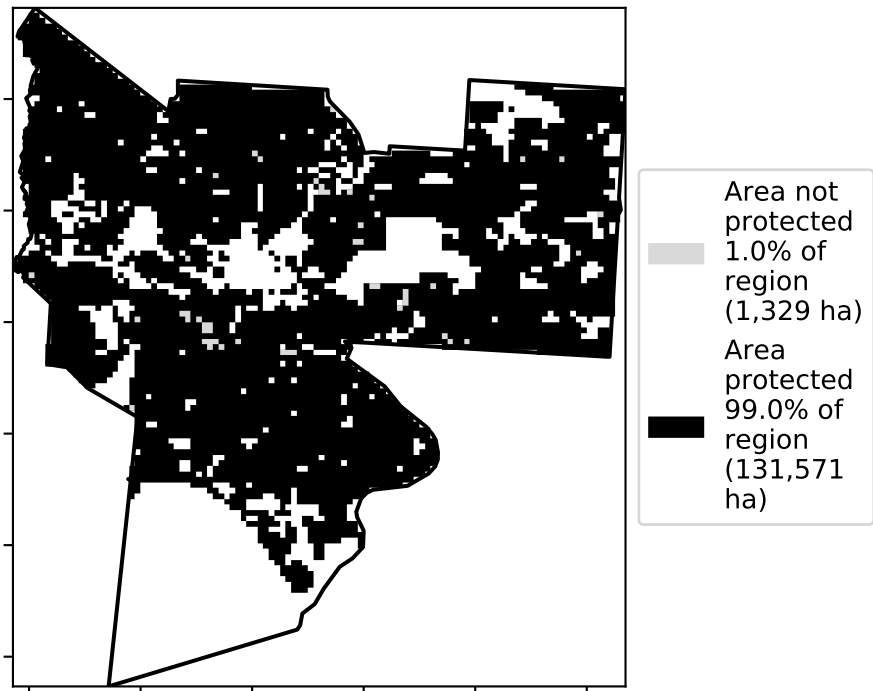 Area not
protected
1.0% of
region
(1,329 ha)
Area
protected
99.0% of
region
(131,571
ha)